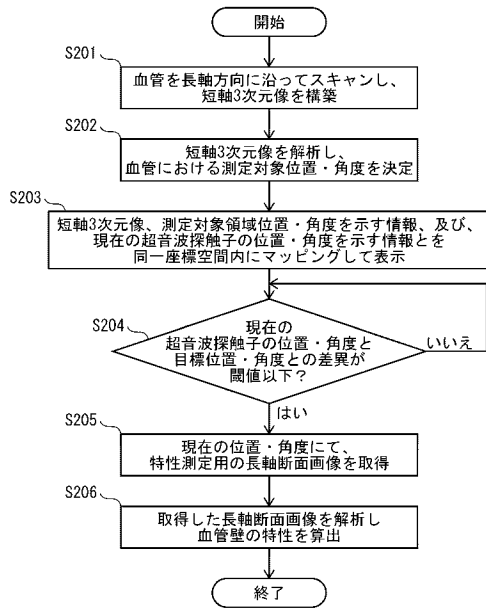 開始
S201
血管を長軸方向に沿ってスキャンし、
短軸3次元像を構築
S202
短軸3次元像を解析し、
血管における測定対象位置・角度を決定
S203
短軸3次元像、測定対象領域位置・角度を示す情報、及び、
現在の超音波探触子の位置・角度を示す情報とを
同一座標空間内にマッピングして表示
S204
現在の
超音波探触子の位置・角度と
目標位置・角度との差異が
閾値以下？
いいえ
はい
S205
現在の位置・角度にて、
特性測定用の長軸断面画像を取得
S206
取得した長軸断面画像を解析し
血管壁の特性を算出
終了